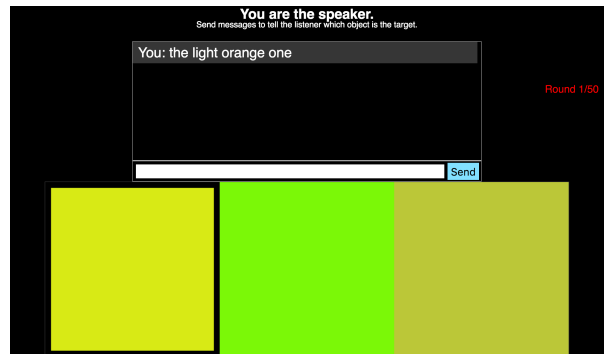 You are the speaker.
Send messages to tell the listener which object is the target.
You: the light orange one
Round 1/50
Send